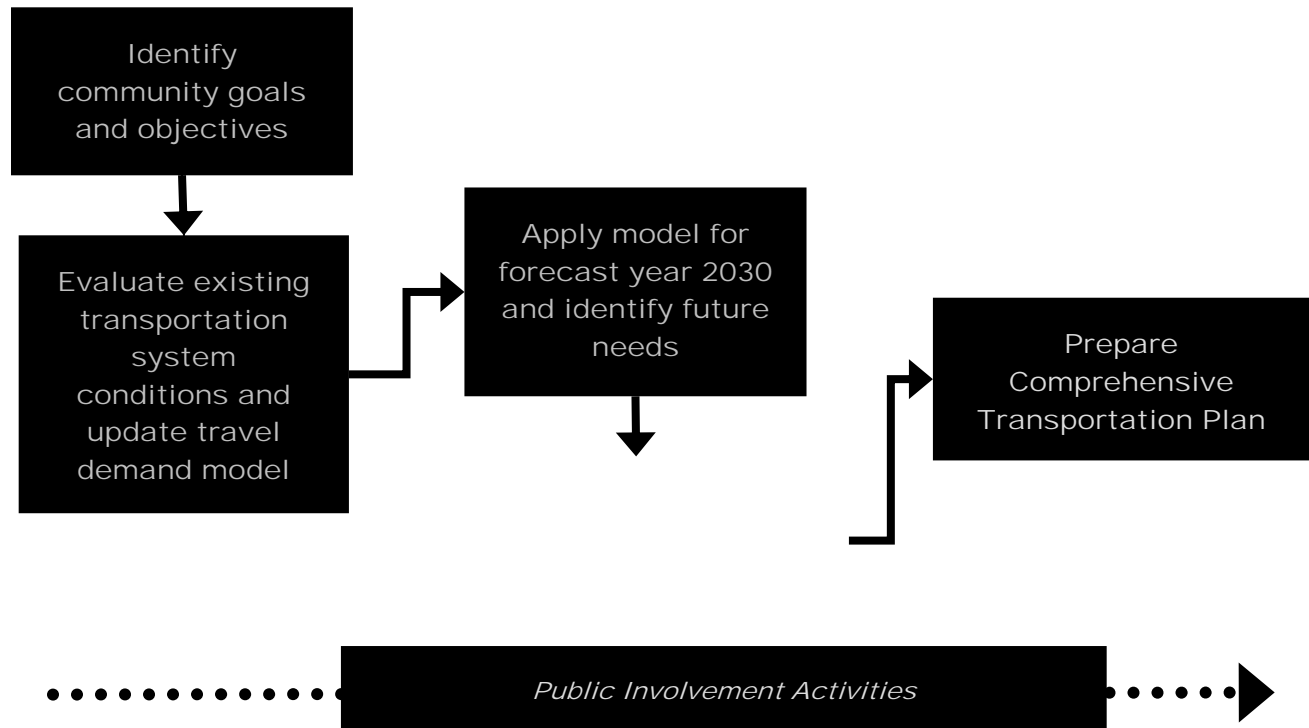 Identify
community goals
and objectives
Evaluate existing
transportation
system
conditions and
update travel
demand model
Apply model for
forecast year 2030
and identify future
needs
Prepare
Comprehensive
Transportation Plan
Public Involvement Activities